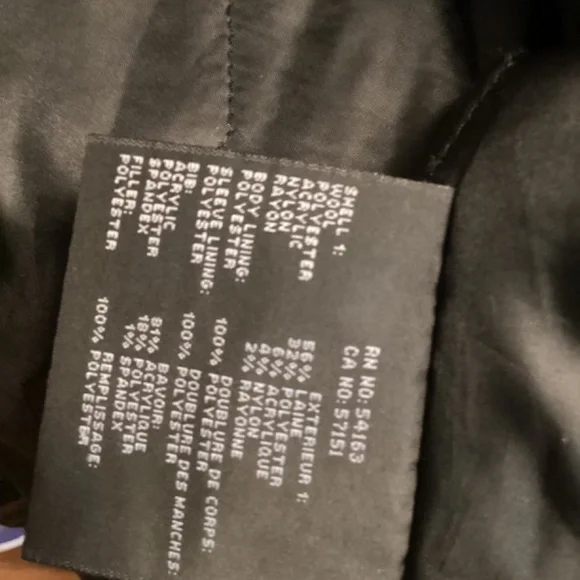 RN NO: 54163
CA NO: 57151
SHELL 1: EXTERIEUR 1:
WOOL 56% LAINE
POLYESTER 32% POLYESTER
ACRYLIC 6% ACRYLIQUE
NYLON 4% NYLON
RAYON 2% RAYONNE
BODY LINING: DOUBLURE DE CORPS:
POLYESTER 100% POLYESTER
SLEEVE LINING: DOUBLURE DES MANCHES:
POLYESTER 100% POLYESTER
BIB: BAVOIR:
ACRYLIC 81% ACRYLIQUE
POLYESTER 18% POLYESTER
SPANDEX 1% SPANDEX
FILLER: REMPLISSAGE:
POLYESTER 100% POLYESTER